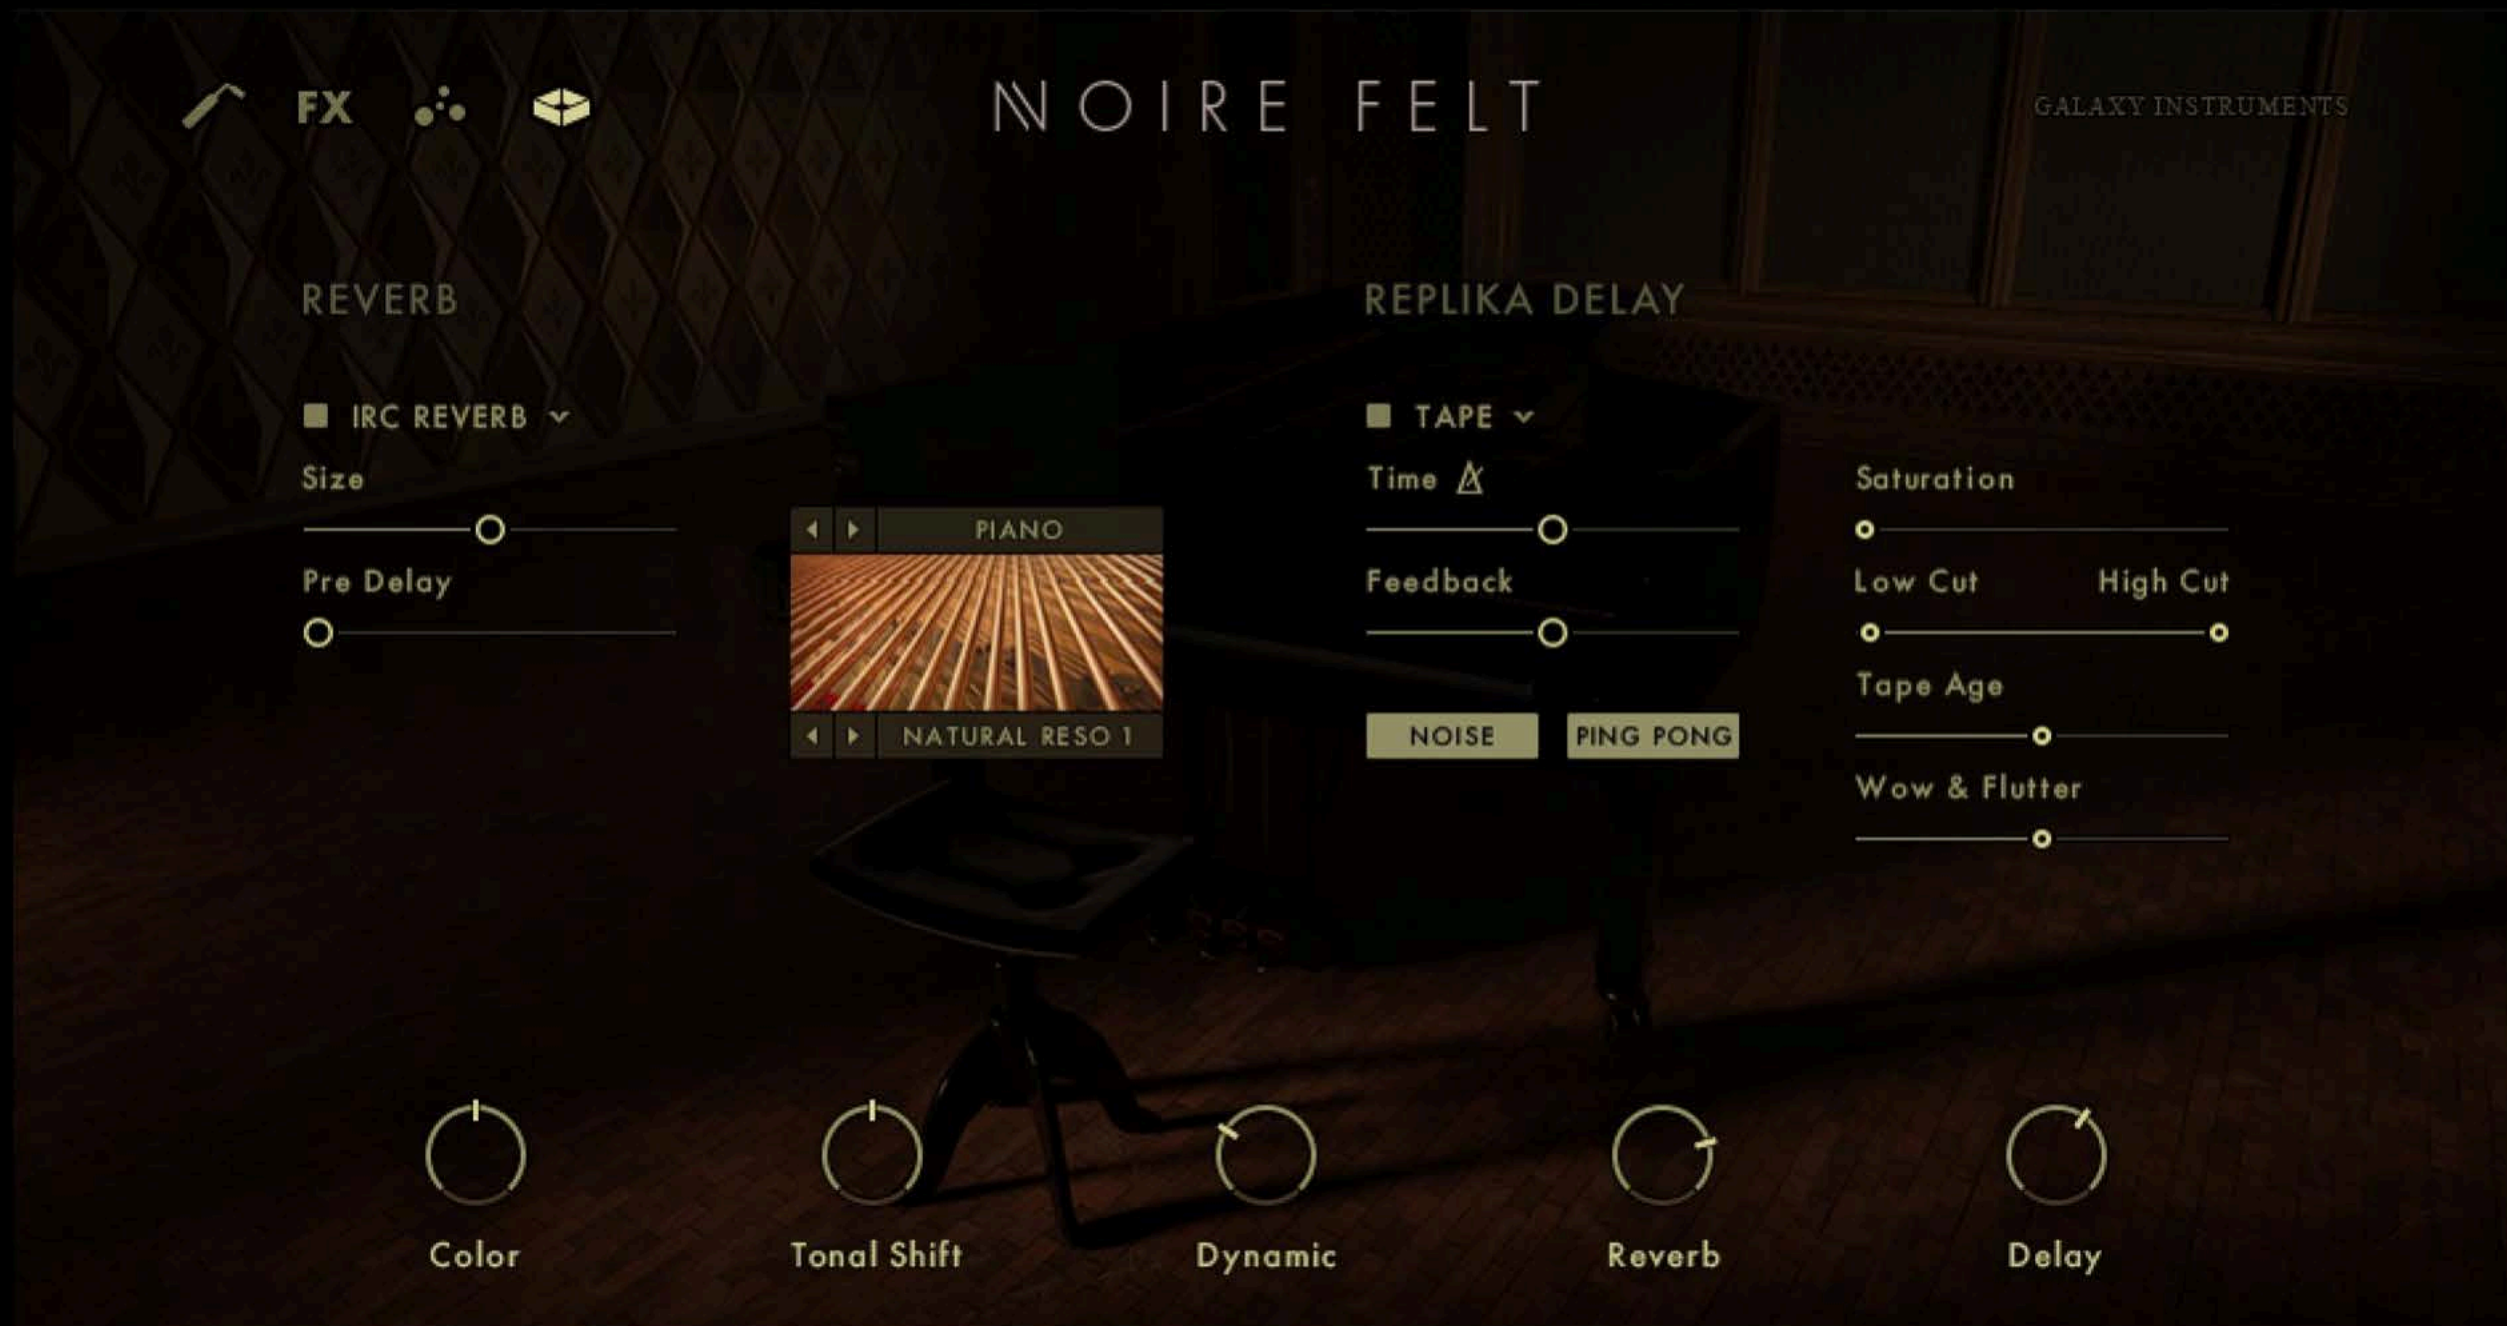 FX
NOIRE FELT
GALAXY INSTRUMENTS
REVERB
IRC REVERB
Size
Pre Delay
PIANO
NATURAL RESO 1
REPLIKA DELAY
TAPE
Time
Feedback
NOISE
PING PONG
Saturation
Low Cut High Cut
Tape Age
Wow & Flutter
Color
Tonal Shift
Dynamic
Reverb
Delay